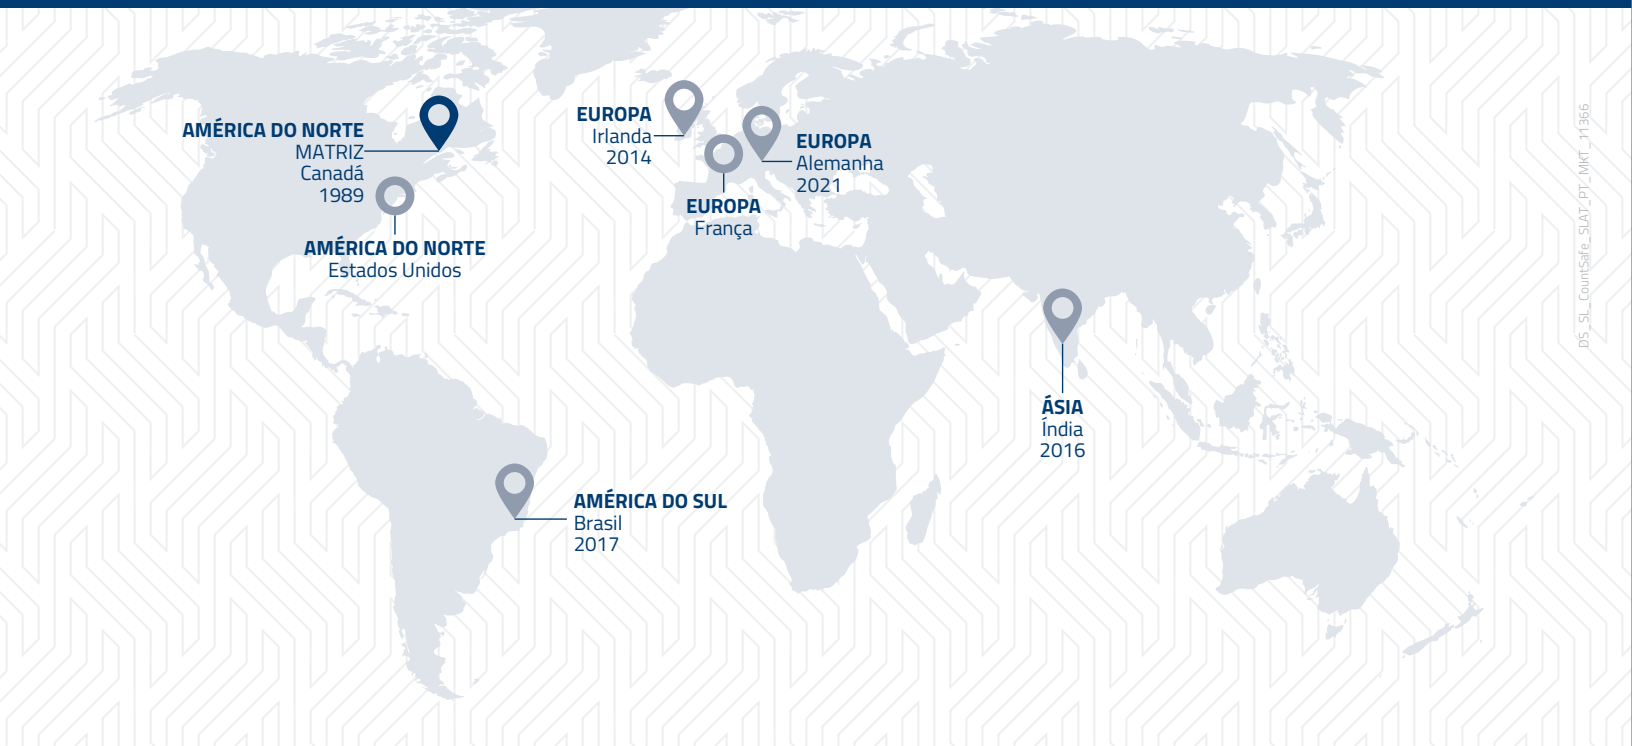 AMÉRICA DO NORTE
MATRIZ
Canadá
1989
AMÉRICA DO NORTE
Estados Unidos
EUROPA
Irlanda
2014
EUROPA
Alemanha
2021
EUROPA
França
ÁSIA
Índia
2016
AMÉRICA DO SUL
Brasil
2017
DS_SL_CountSafe_SLAT_PT_MKT_11366